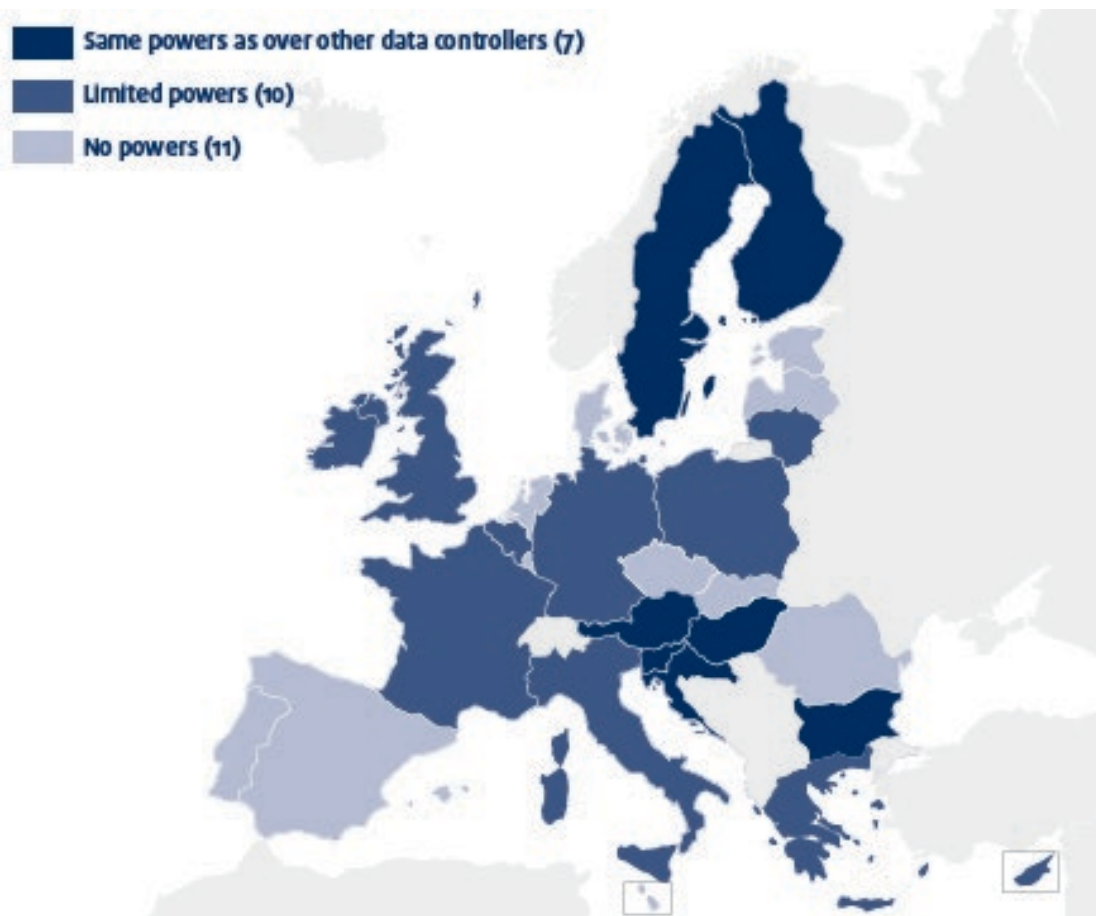 Same powers as over other data controllers (7)
Limited powers (10)
No powers (11)